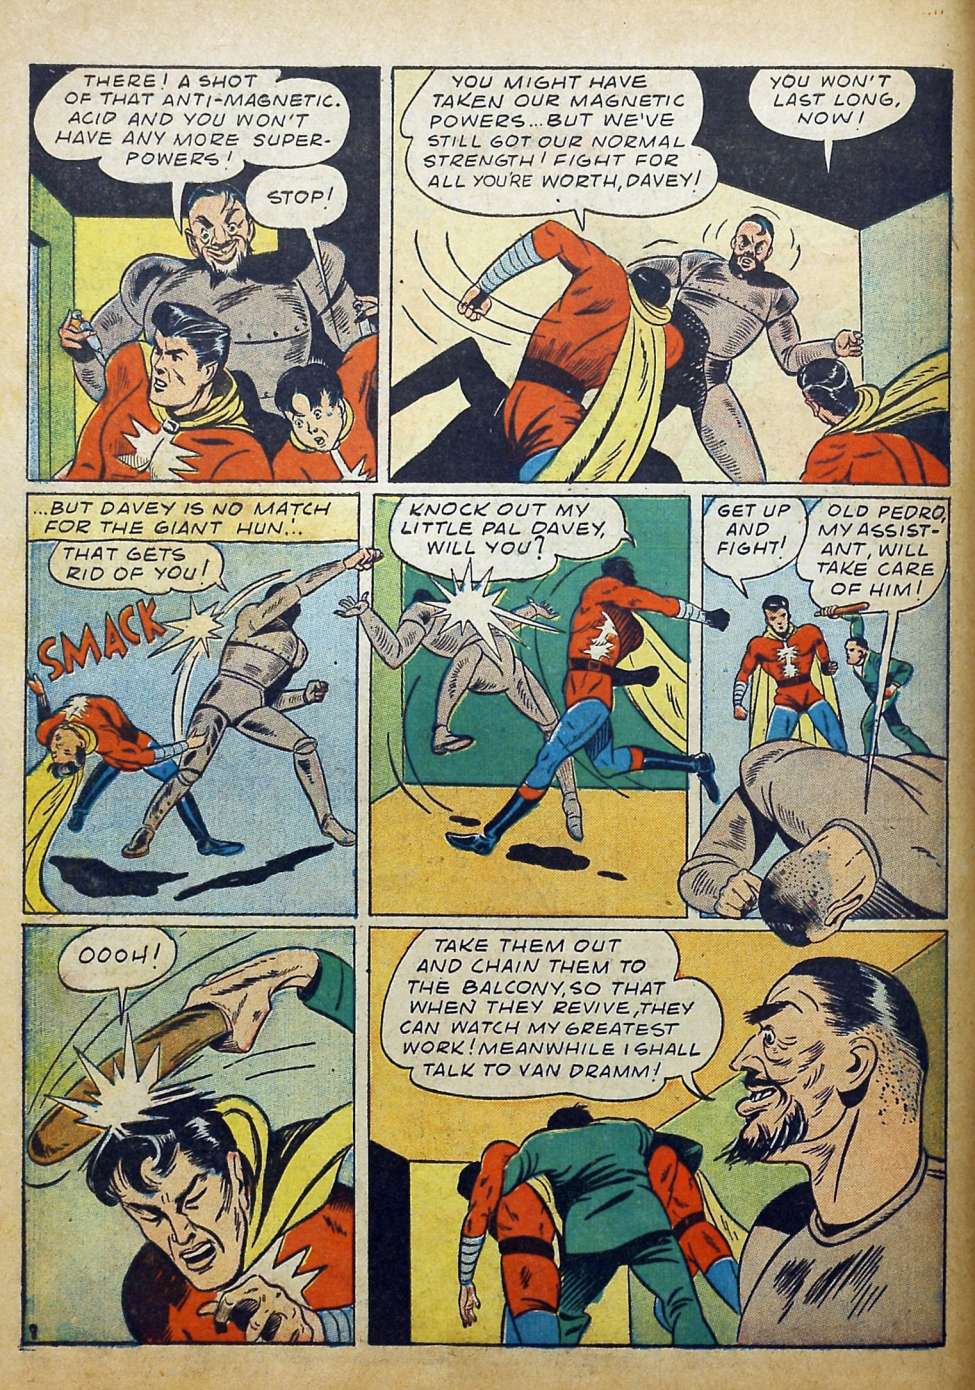 THERE! A SHOT
OF THAT ANTI-MAGNETIC.
ACID AND YOU WON'T
HAVE ANY MORE SUPER-
POWERS!
STOP!
YOU MIGHT HAVE
TAKEN OUR MAGNETIC
POWERS...BUT WE'VE
STILL GOT OUR NORMAL
STRENGTH! FIGHT FOR
ALL YOU'RE WORTH, DAVEY!
YOU WON'T
LAST LONG,
NOW!
...BUT DAVEY IS NO MATCH
FOR THE GIANT HUN!..
THAT GETS
RID OF YOU!
SMACK
KNOCK OUT MY
LITTLE PAL DAVEY,
WILL YOU?
GET UP
AND
FIGHT!
OLD PEDRO,
MY ASSIST-
ANT, WILL
TAKE CARE
OF HIM!
OOOH!
TAKE THEM OUT
AND CHAIN THEM TO
THE BALCONY, SO THAT
WHEN THEY REVIVE, THEY
CAN WATCH MY GREATEST
WORK! MEANWHILE I SHALL
TALK TO VAN DRAMM!